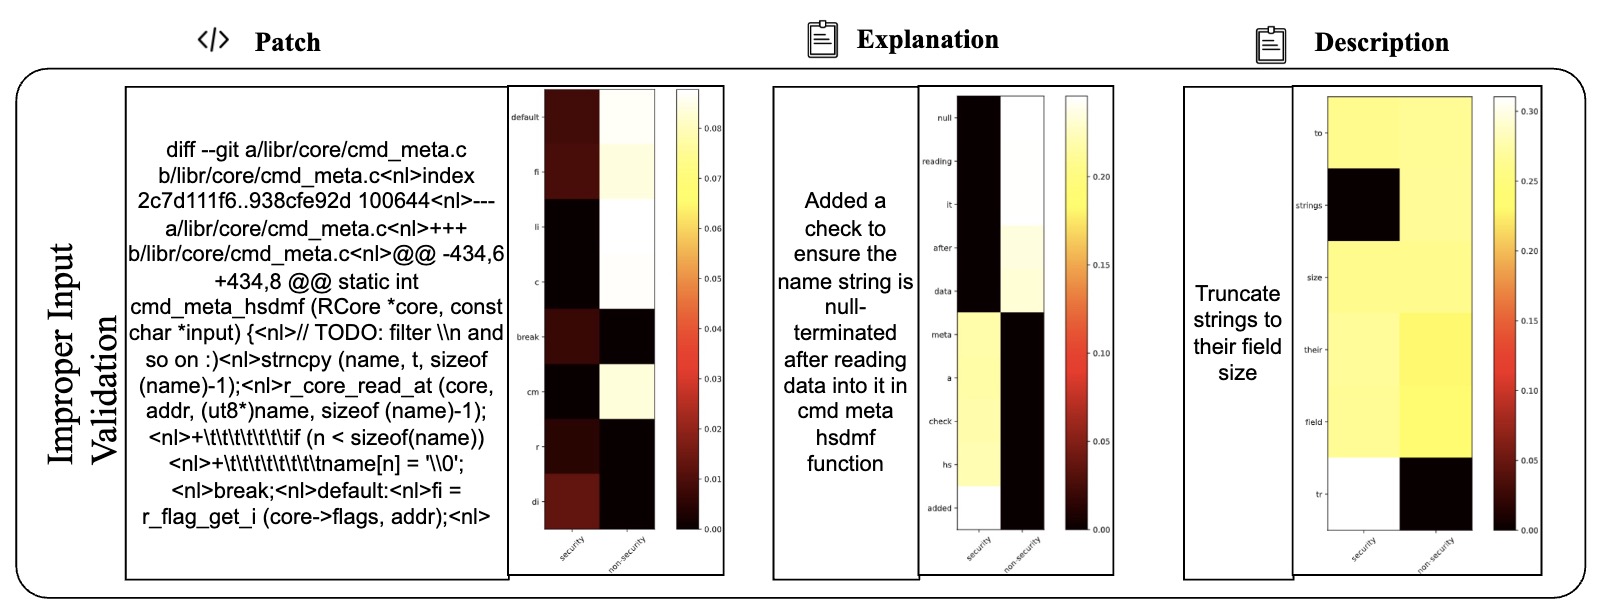 </> Patch
Explanation
Description
Improper Input
Validation
diff --git a/libr/core/cmd_meta.c
b/libr/core/cmd_meta.c<nl>index
2c7d111f6..938cfe92d 100644<nl>---
a/libr/core/cmd_meta.c<nl>+++
b/libr/core/cmd_meta.c<nl>@@ -434,6
+434,8 @@ static int
cmd_meta_hsdmf (RCore *core, const
char *input) {<nl>// TODO: filter \\n and
so on :)<nl>strncpy (name, t, sizeof
(name)-1);<nl>r_core_read_at (core,
addr, (ut8*)name, sizeof (name)-1);
<nl>+\t\t\t\t\t\t\t\tif (n < sizeof(name))
<nl>+\t\t\t\t\t\t\t\t\tname[n] = '\\0';
<nl>break;<nl>default:<nl>fi =
r_flag_get_i (core->flags, addr);<nl>
default
fi
li
c
break
cm
r
di
security
non-security
0.08
0.07
0.06
0.05
0.04
0.03
0.02
0.01
0.00
Added a
check to
ensure the
name string is
null-
terminated
after reading
data into it in
cmd meta
hsdmf
function
null
reading
it
after
data
meta
a
check
hs
added
security
non-security
0.20
0.15
0.10
0.05
0.00
Truncate
strings to
their field
size
to
strings
size
their
field
tr
security
non-security
0.30
0.25
0.20
0.15
0.10
0.05
0.00